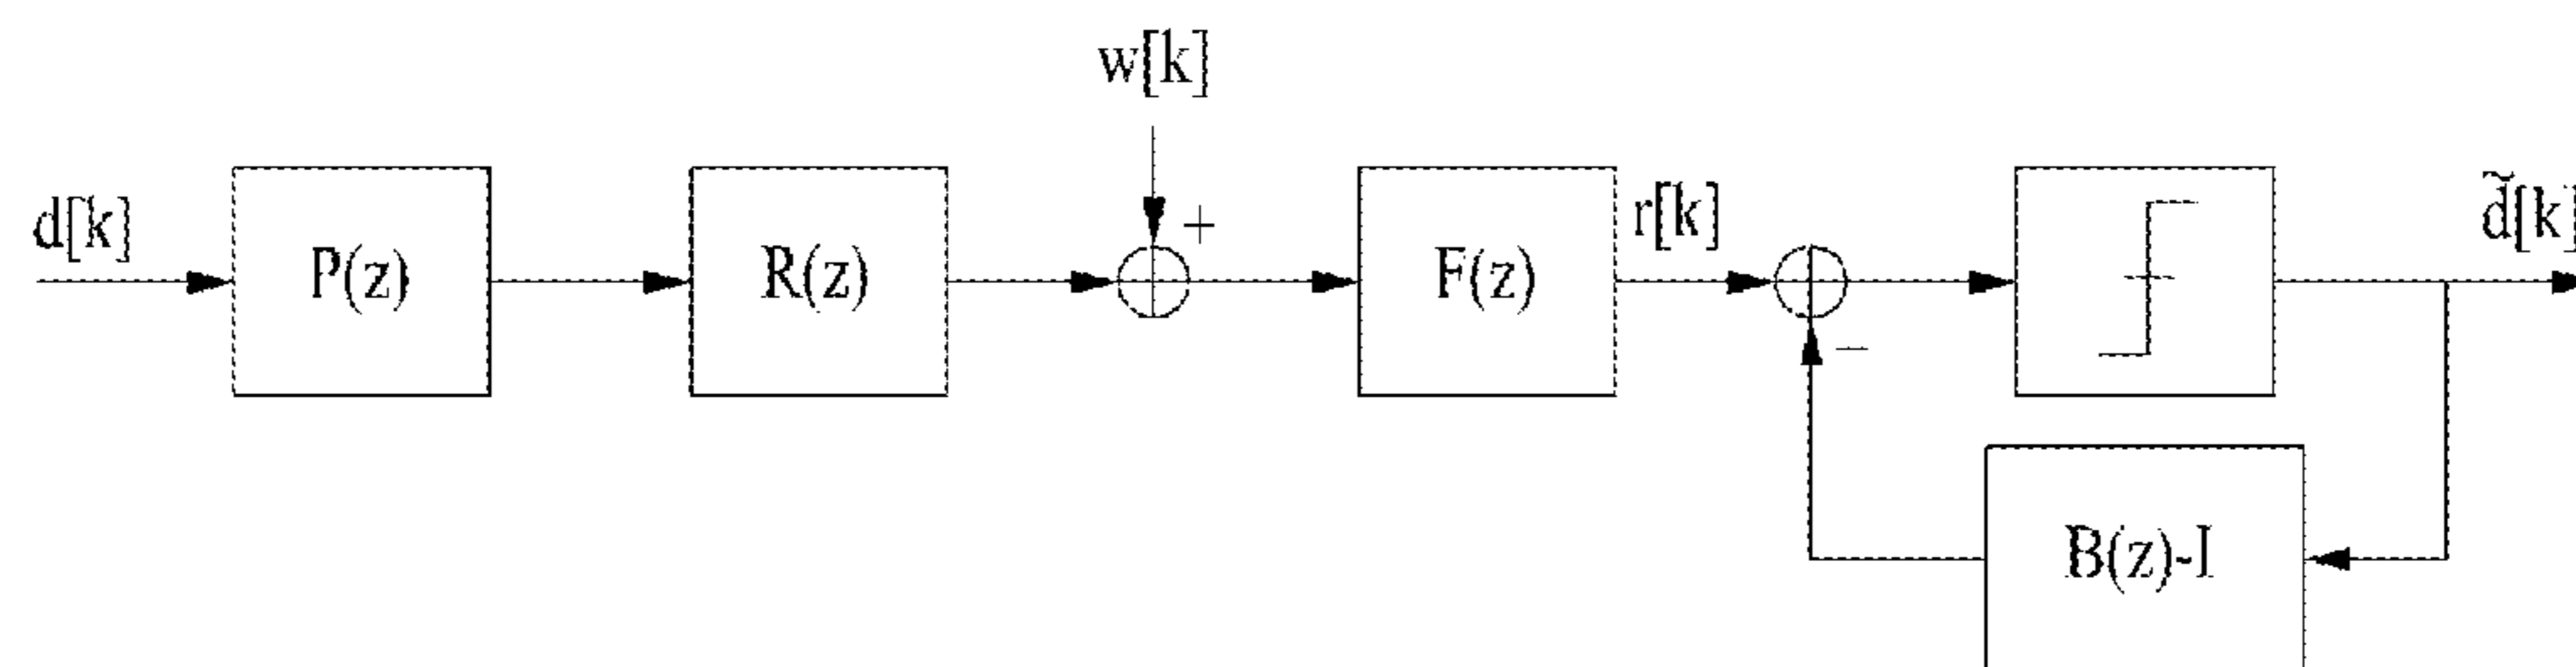 w[k]
+
d[k]
P(z)
R(z)
F(z)
r[k]
d̃[k]
−
B(z)-I